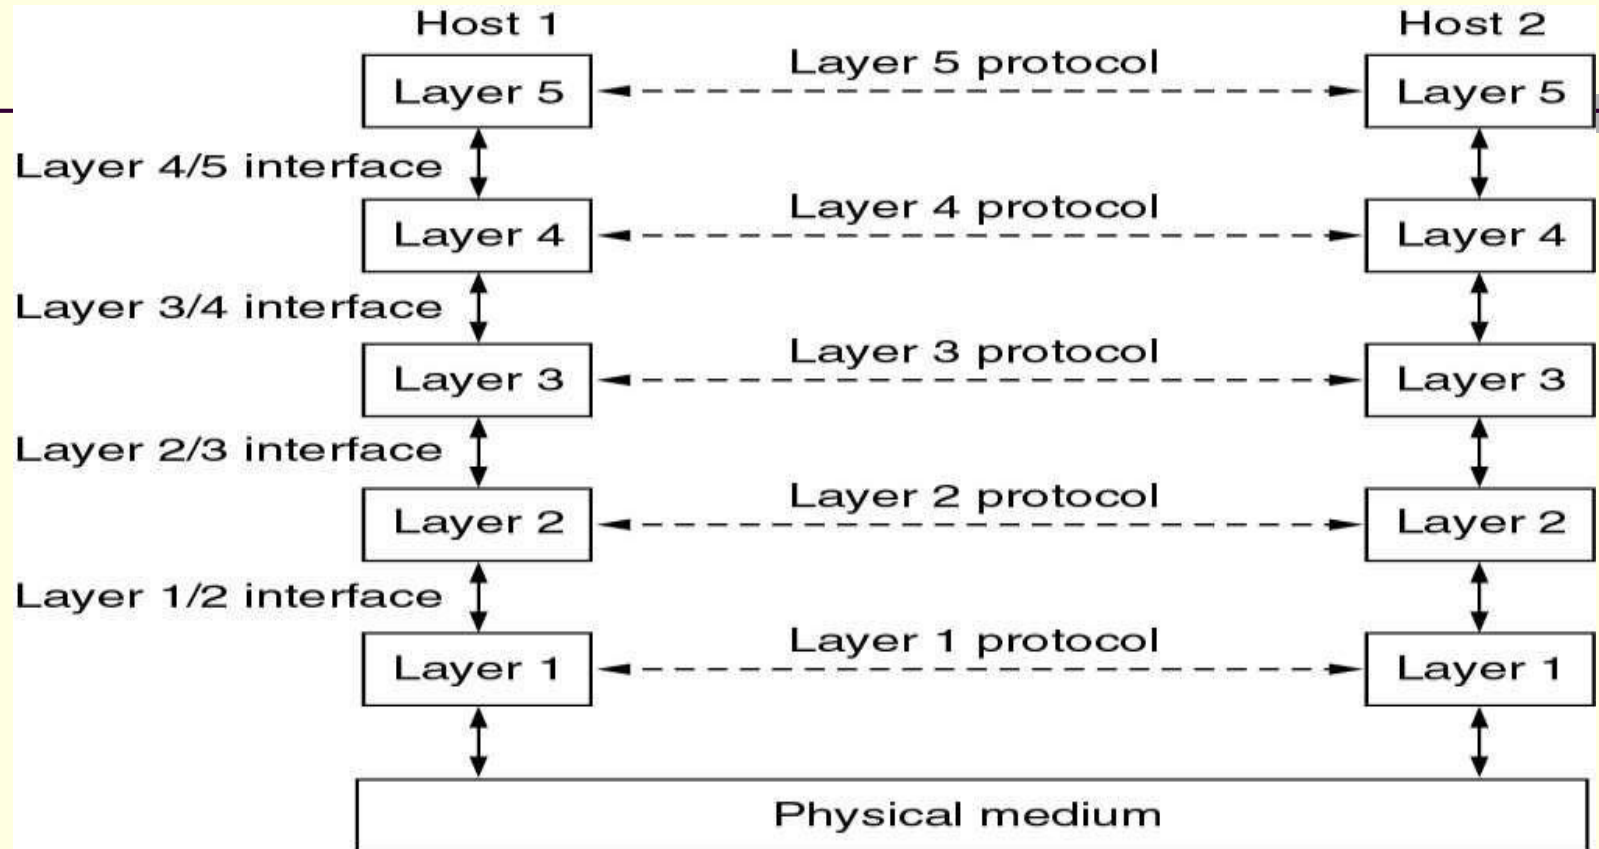 Host 1 Host 2
Layer 5 protocol
Layer 5 Layer 5
Layer 4/5 interface
Layer 4 protocol
Layer 4 Layer 4
Layer 3/4 interface
Layer 3 protocol
Layer 3 Layer 3
Layer 2/3 interface
Layer 2 protocol
Layer 2 Layer 2
Layer 1/2 interface
Layer 1 protocol
Layer 1 Layer 1
Physical medium